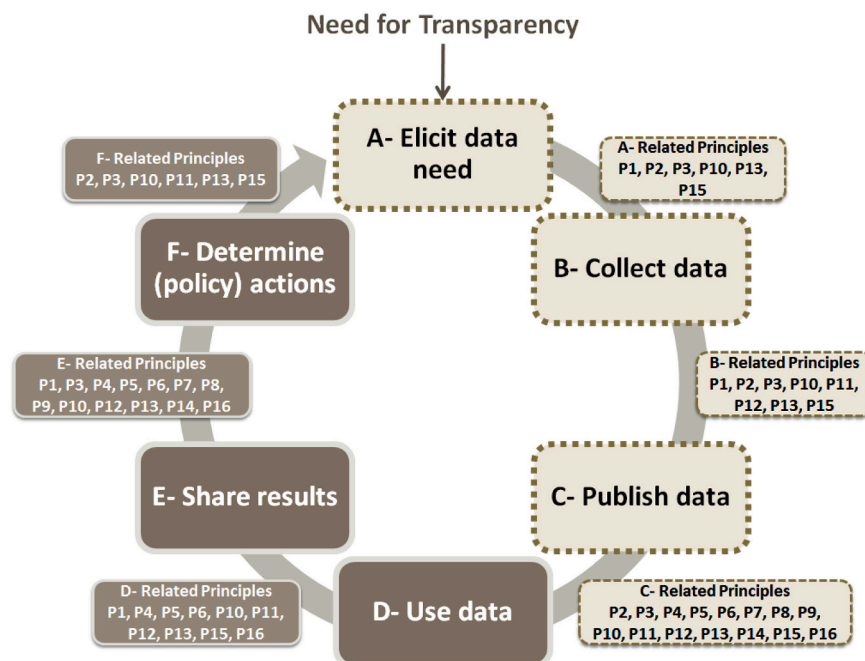 Need for Transparency
A- Elicit data
need
A- Related Principles
P1, P2, P3, P10, P13,
P15
B- Collect data
B- Related Principles
P1, P2, P3, P10, P11,
P12, P13, P15
C- Publish data
C- Related Principles
P2, P3, P4, P5, P6, P7, P8, P9,
P10, P11, P12, P13, P14, P15, P16
D- Use data
D- Related Principles
P1, P4, P5, P6, P10, P11,
P12, P13, P15, P16
E- Share results
E- Related Principles
P1, P3, P4, P5, P6, P7, P8,
P9, P10, P12, P13, P14, P16
F- Determine
(policy) actions
F- Related Principles
P2, P3, P10, P11, P13, P15